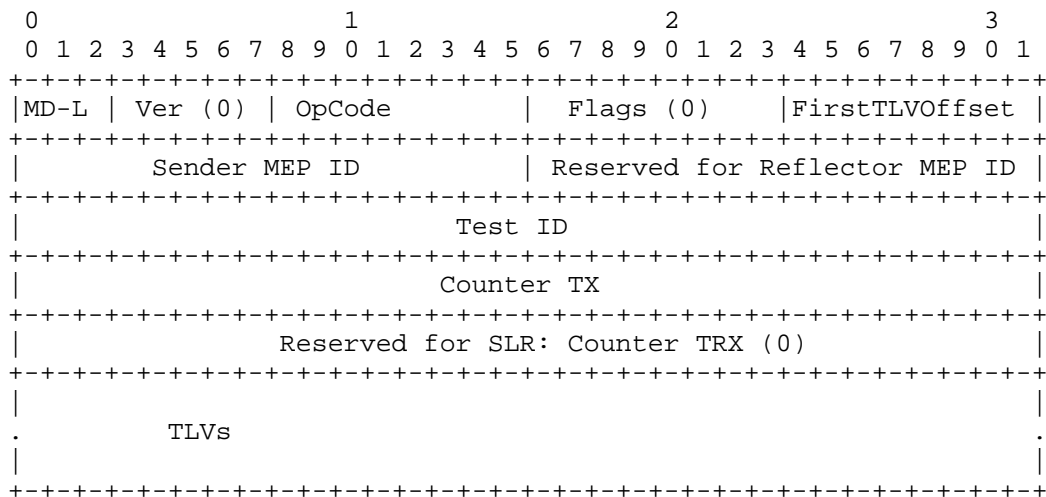 0                   1                   2                   3
 0 1 2 3 4 5 6 7 8 9 0 1 2 3 4 5 6 7 8 9 0 1 2 3 4 5 6 7 8 9 0 1
+-+-+-+-+-+-+-+-+-+-+-+-+-+-+-+-+-+-+-+-+-+-+-+-+-+-+-+-+-+-+-+-+
|MD-L | Ver (0) | OpCode        |  Flags (0)    |FirstTLVOffset |
+-+-+-+-+-+-+-+-+-+-+-+-+-+-+-+-+-+-+-+-+-+-+-+-+-+-+-+-+-+-+-+-+
|        Sender MEP ID          | Reserved for Reflector MEP ID |
+-+-+-+-+-+-+-+-+-+-+-+-+-+-+-+-+-+-+-+-+-+-+-+-+-+-+-+-+-+-+-+-+
|                           Test ID                             |
+-+-+-+-+-+-+-+-+-+-+-+-+-+-+-+-+-+-+-+-+-+-+-+-+-+-+-+-+-+-+-+-+
|                          Counter TX                           |
+-+-+-+-+-+-+-+-+-+-+-+-+-+-+-+-+-+-+-+-+-+-+-+-+-+-+-+-+-+-+-+-+
|                Reserved for SLR: Counter TRX (0)              |
+-+-+-+-+-+-+-+-+-+-+-+-+-+-+-+-+-+-+-+-+-+-+-+-+-+-+-+-+-+-+-+-+
|                                                               |
.         TLVs                                                  .
|                                                               |
+-+-+-+-+-+-+-+-+-+-+-+-+-+-+-+-+-+-+-+-+-+-+-+-+-+-+-+-+-+-+-+-+